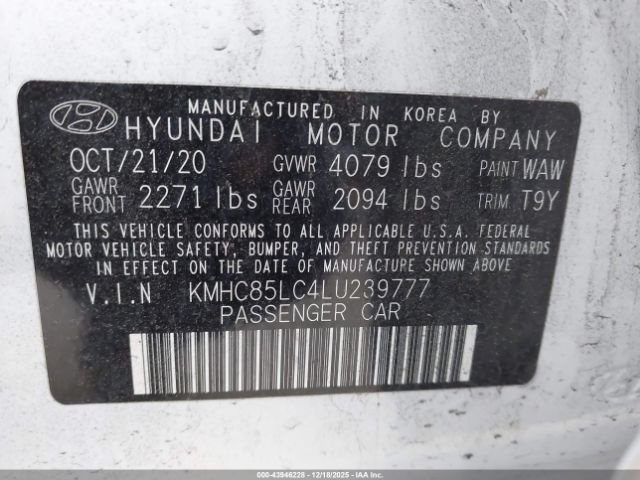 MANUFACTURED IN KOREA BY
HYUNDAI MOTOR COMPANY
OCT/21/20 GVWR 4079 lbs PAINT WAW
GAWR FRONT 2271 lbs GAWR REAR 2094 lbs TRIM T9Y
THIS VEHICLE CONFORMS TO ALL APPLICABLE U.S.A. FEDERAL
MOTOR VEHICLE SAFETY, BUMPER, AND THEFT PREVENTION STANDARDS
IN EFFECT ON THE DATE OF MANUFACTURE SHOWN ABOVE
V.I.N KMHC85LC4LU239777
PASSENGER CAR
000-43946228 - 12/18/2025 - IAAI.COM